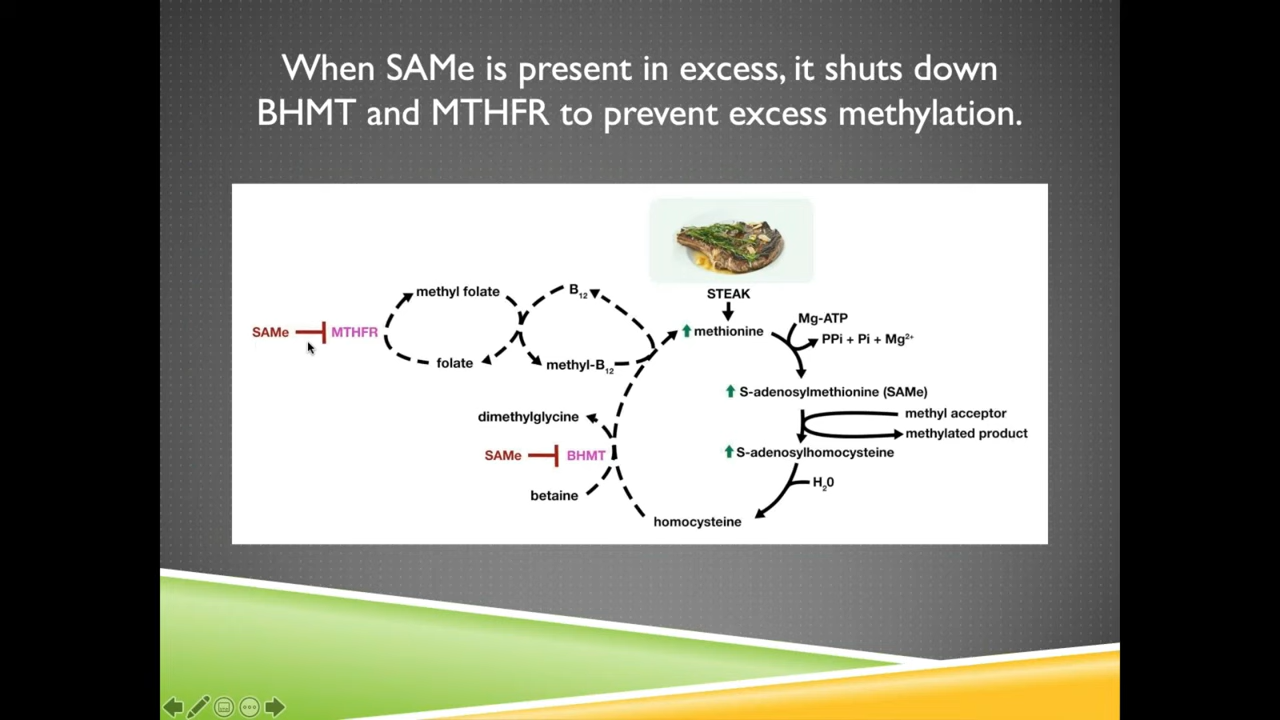 When SAMe is present in excess, it shuts down
BHMT and MTHFR to prevent excess methylation.
STEAK
methyl folate
B12
SAMe
MTHFR
methionine
Mg-ATP
PPi + Pi + Mg2+
folate
methyl-B12
S-adenosylmethionine (SAMe)
dimethylglycine
methyl acceptor
methylated product
SAMe
BHMT
S-adenosylhomocysteine
betaine
H20
homocysteine